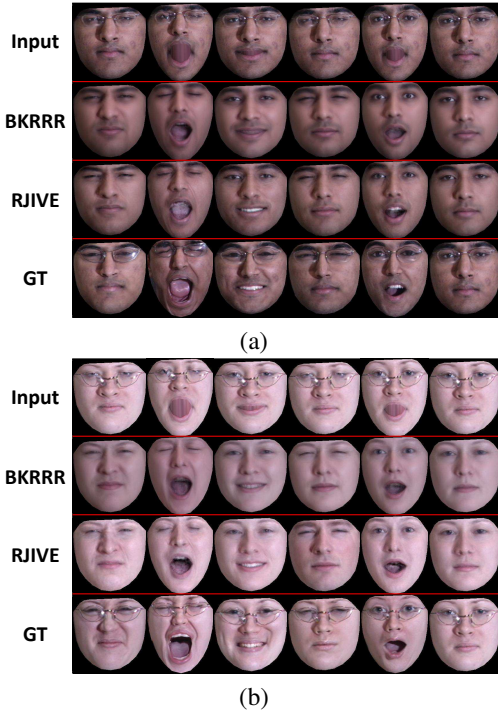 Input
BKRRR
RJIVE
GT
(a)
Input
BKRRR
RJIVE
GT
(b)